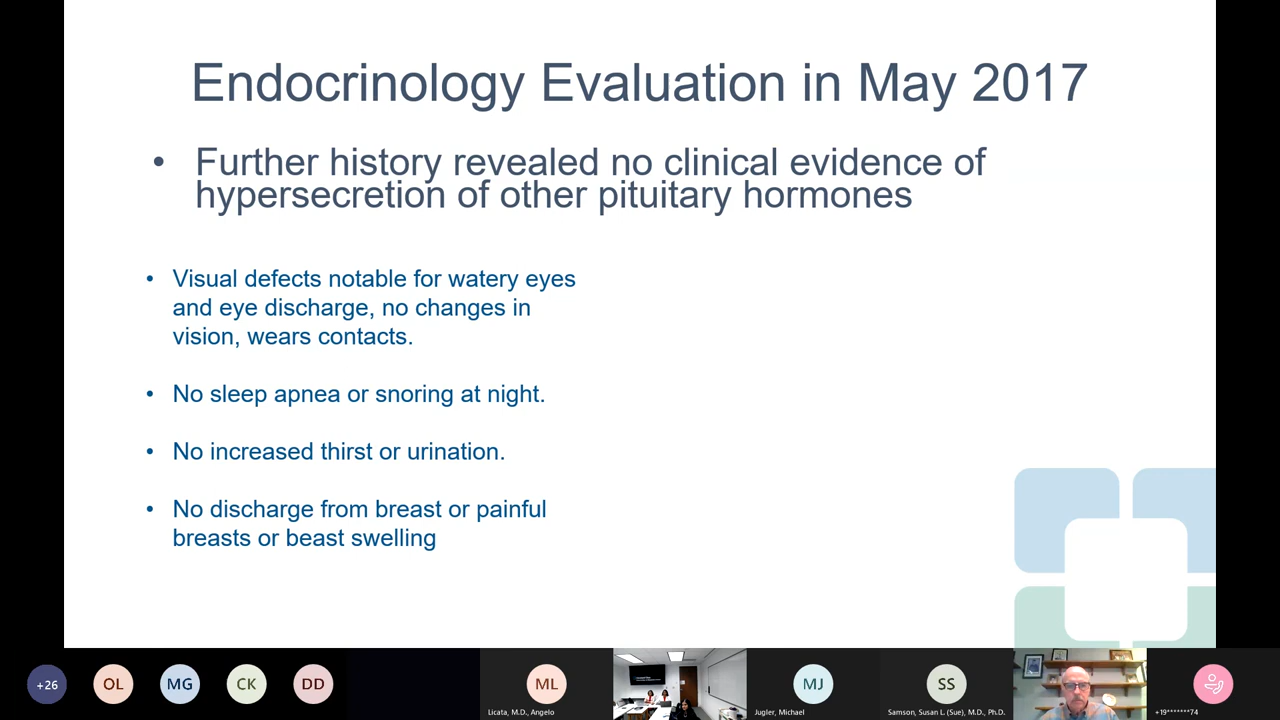 Endocrinology Evaluation in May 2017
• Further history revealed no clinical evidence of
hypersecretion of other pituitary hormones
• Visual defects notable for watery eyes
and eye discharge, no changes in
vision, wears contacts.
• No sleep apnea or snoring at night.
• No increased thirst or urination.
• No discharge from breast or painful
breasts or beast swelling
+26
OL
MG
CK
DD
ML
Licata, M.D., Angelo
MJ
Jugler, Michael
SS
Samson, Susan L. (Sue), M.D., Ph.D.
+19*******74